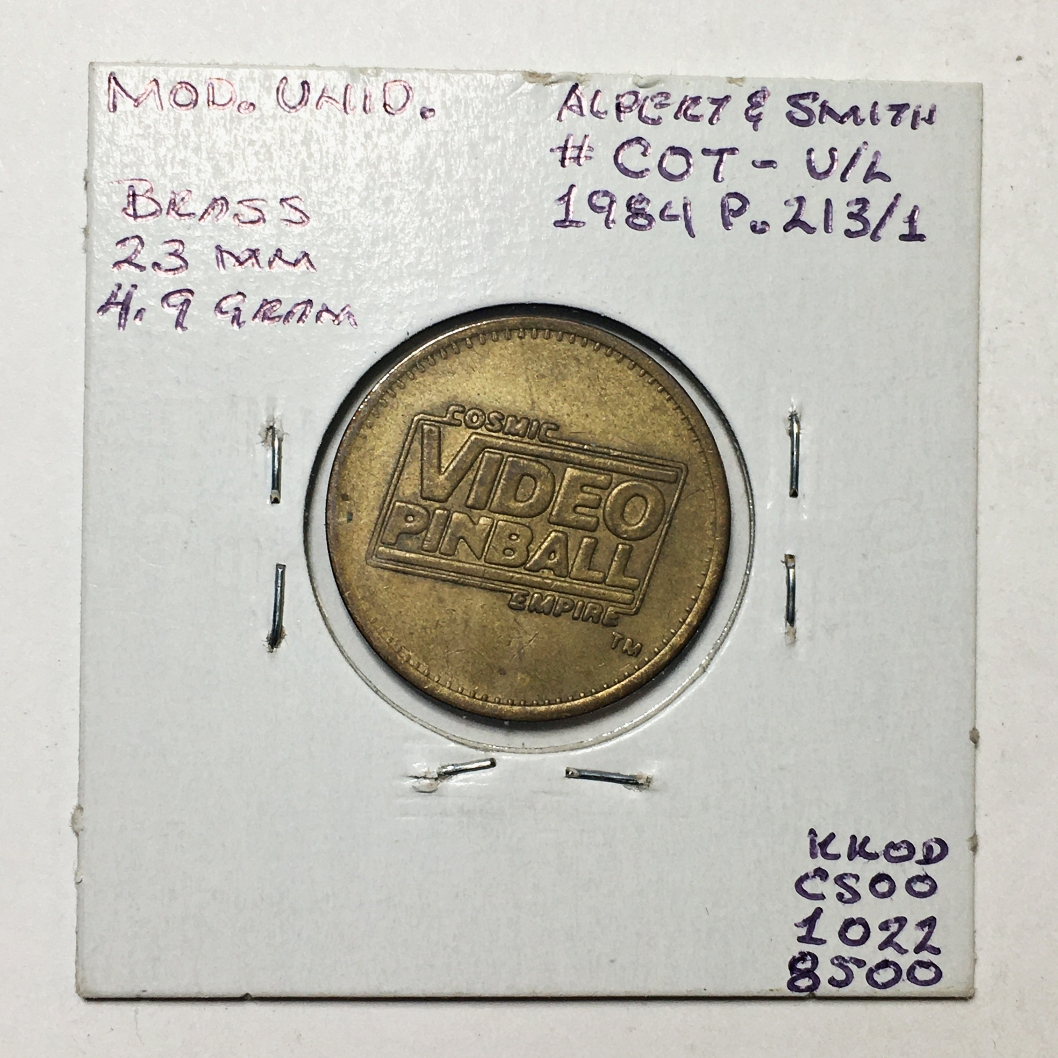 MOD. UNID.
BRASS
23 MM
4.9 GRAM
ALPERT & SMITH
# COT - U/L
1984 P. 213/1
COSMIC
VIDEO
PINBALL
EMPIRE
TM
KKOD
CS00
1022
8500